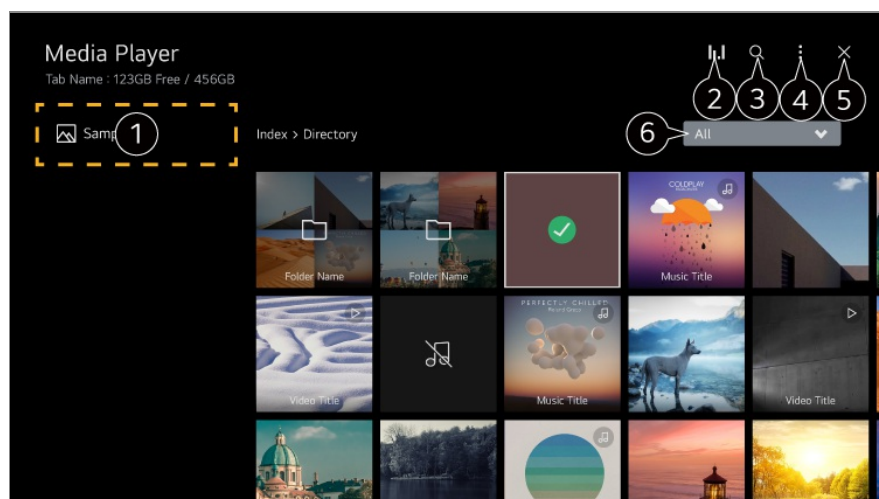 Media Player
Tab Name : 123GB Free / 456GB
2
3
4
5
Samp
1
Index > Directory
6
All
Folder Name
Folder Name
COLDPLAY
Music Title
Video Title
PERFECTLY CHILLED
Music Title
Video Title